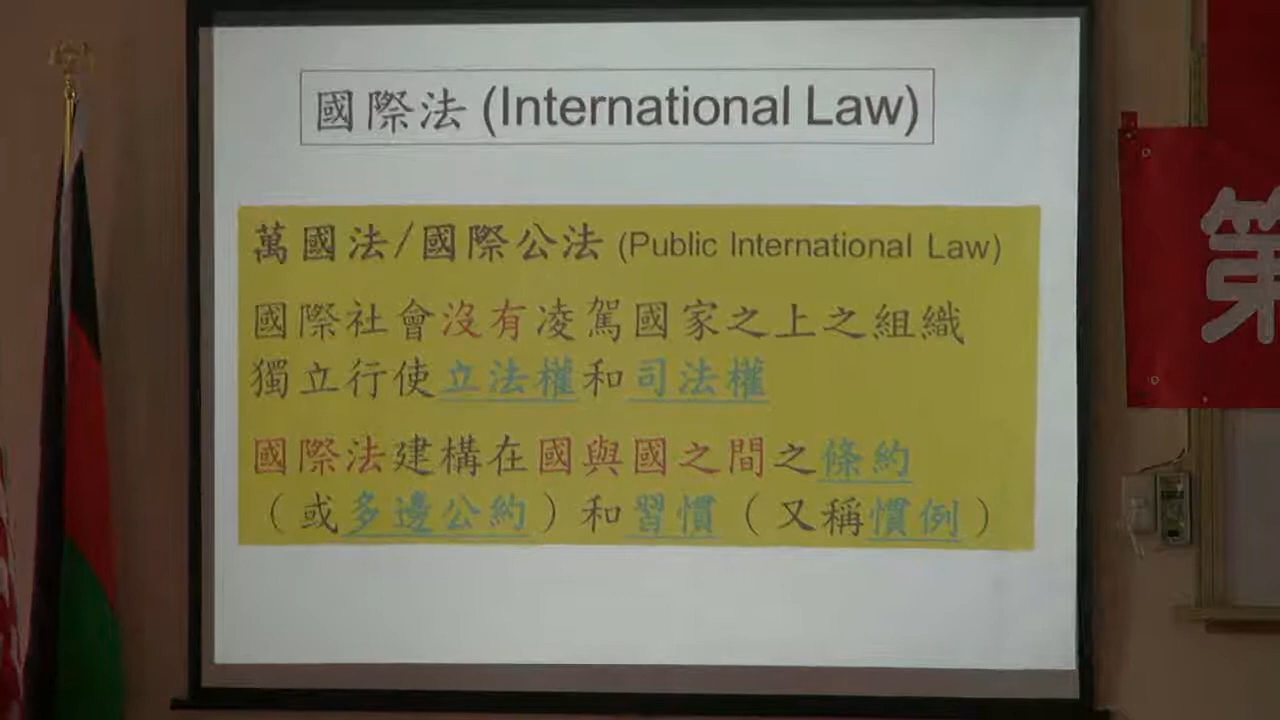 國際法 (International Law)
萬國法/國際公法 (Public International Law)
國際社會沒有凌駕國家之上之組織
獨立行使立法權和司法權
國際法建構在國與國之間之條約
（或多邊公約）和習慣（又稱慣例）
第